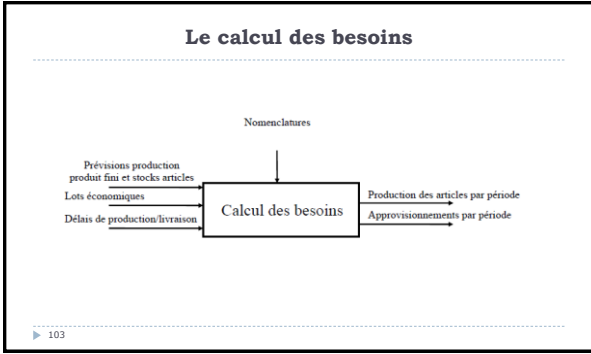 Le calcul des besoins
Nomenclatures
Prévisions production
produit fini et stocks articles
Lots économiques
Délais de production/livraison
Calcul des besoins
Production des articles par période
Approvisionnements par période
103